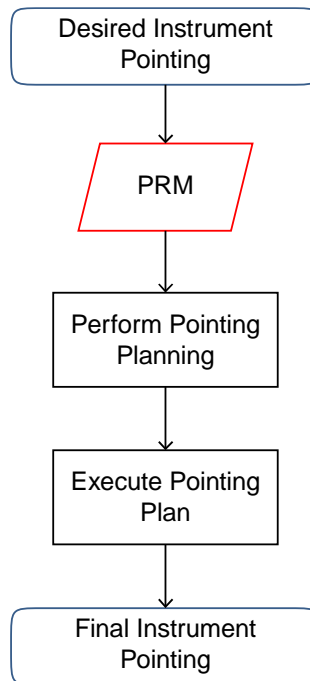 Desired Instrument
Pointing
PRM
Perform Pointing
Planning
Execute Pointing
Plan
Final Instrument
Pointing